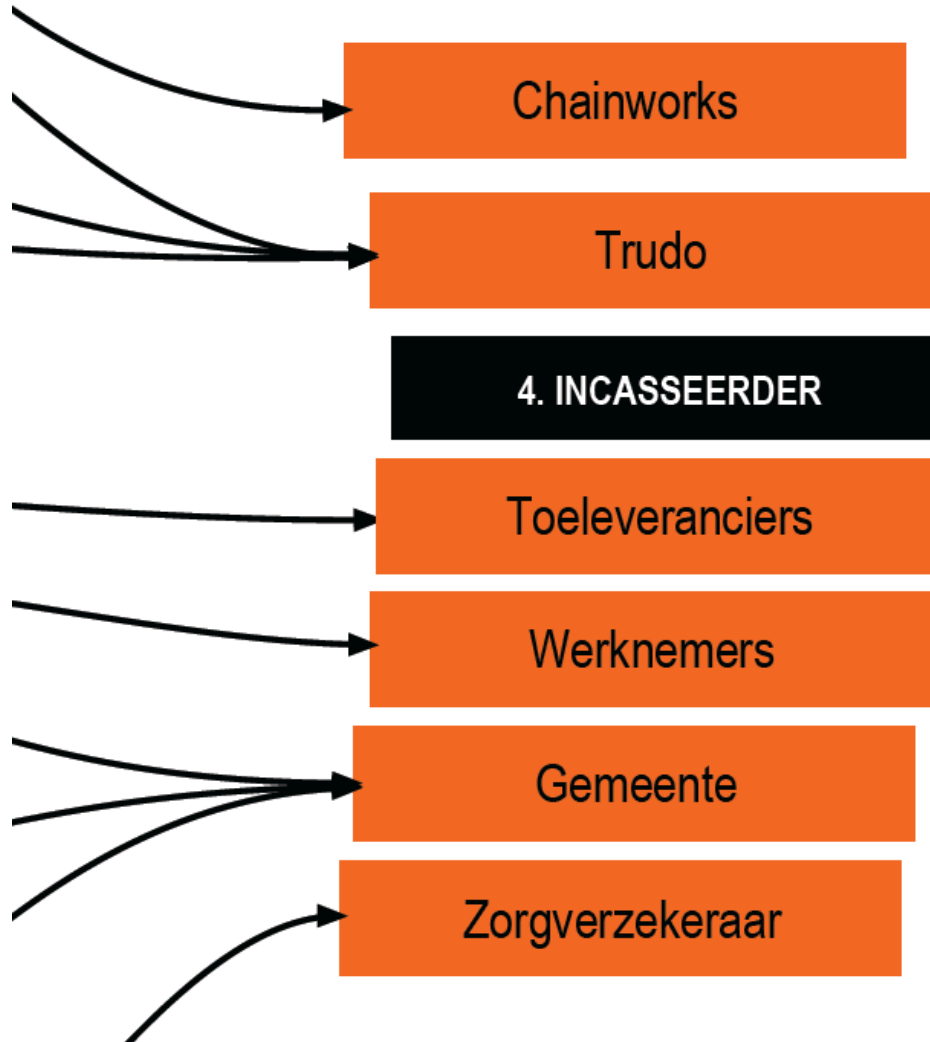 Chainworks
Trudo
4. INCASSEERDER
Toeleveranciers
Werknemers
Gemeente
Zorgverzekeraar